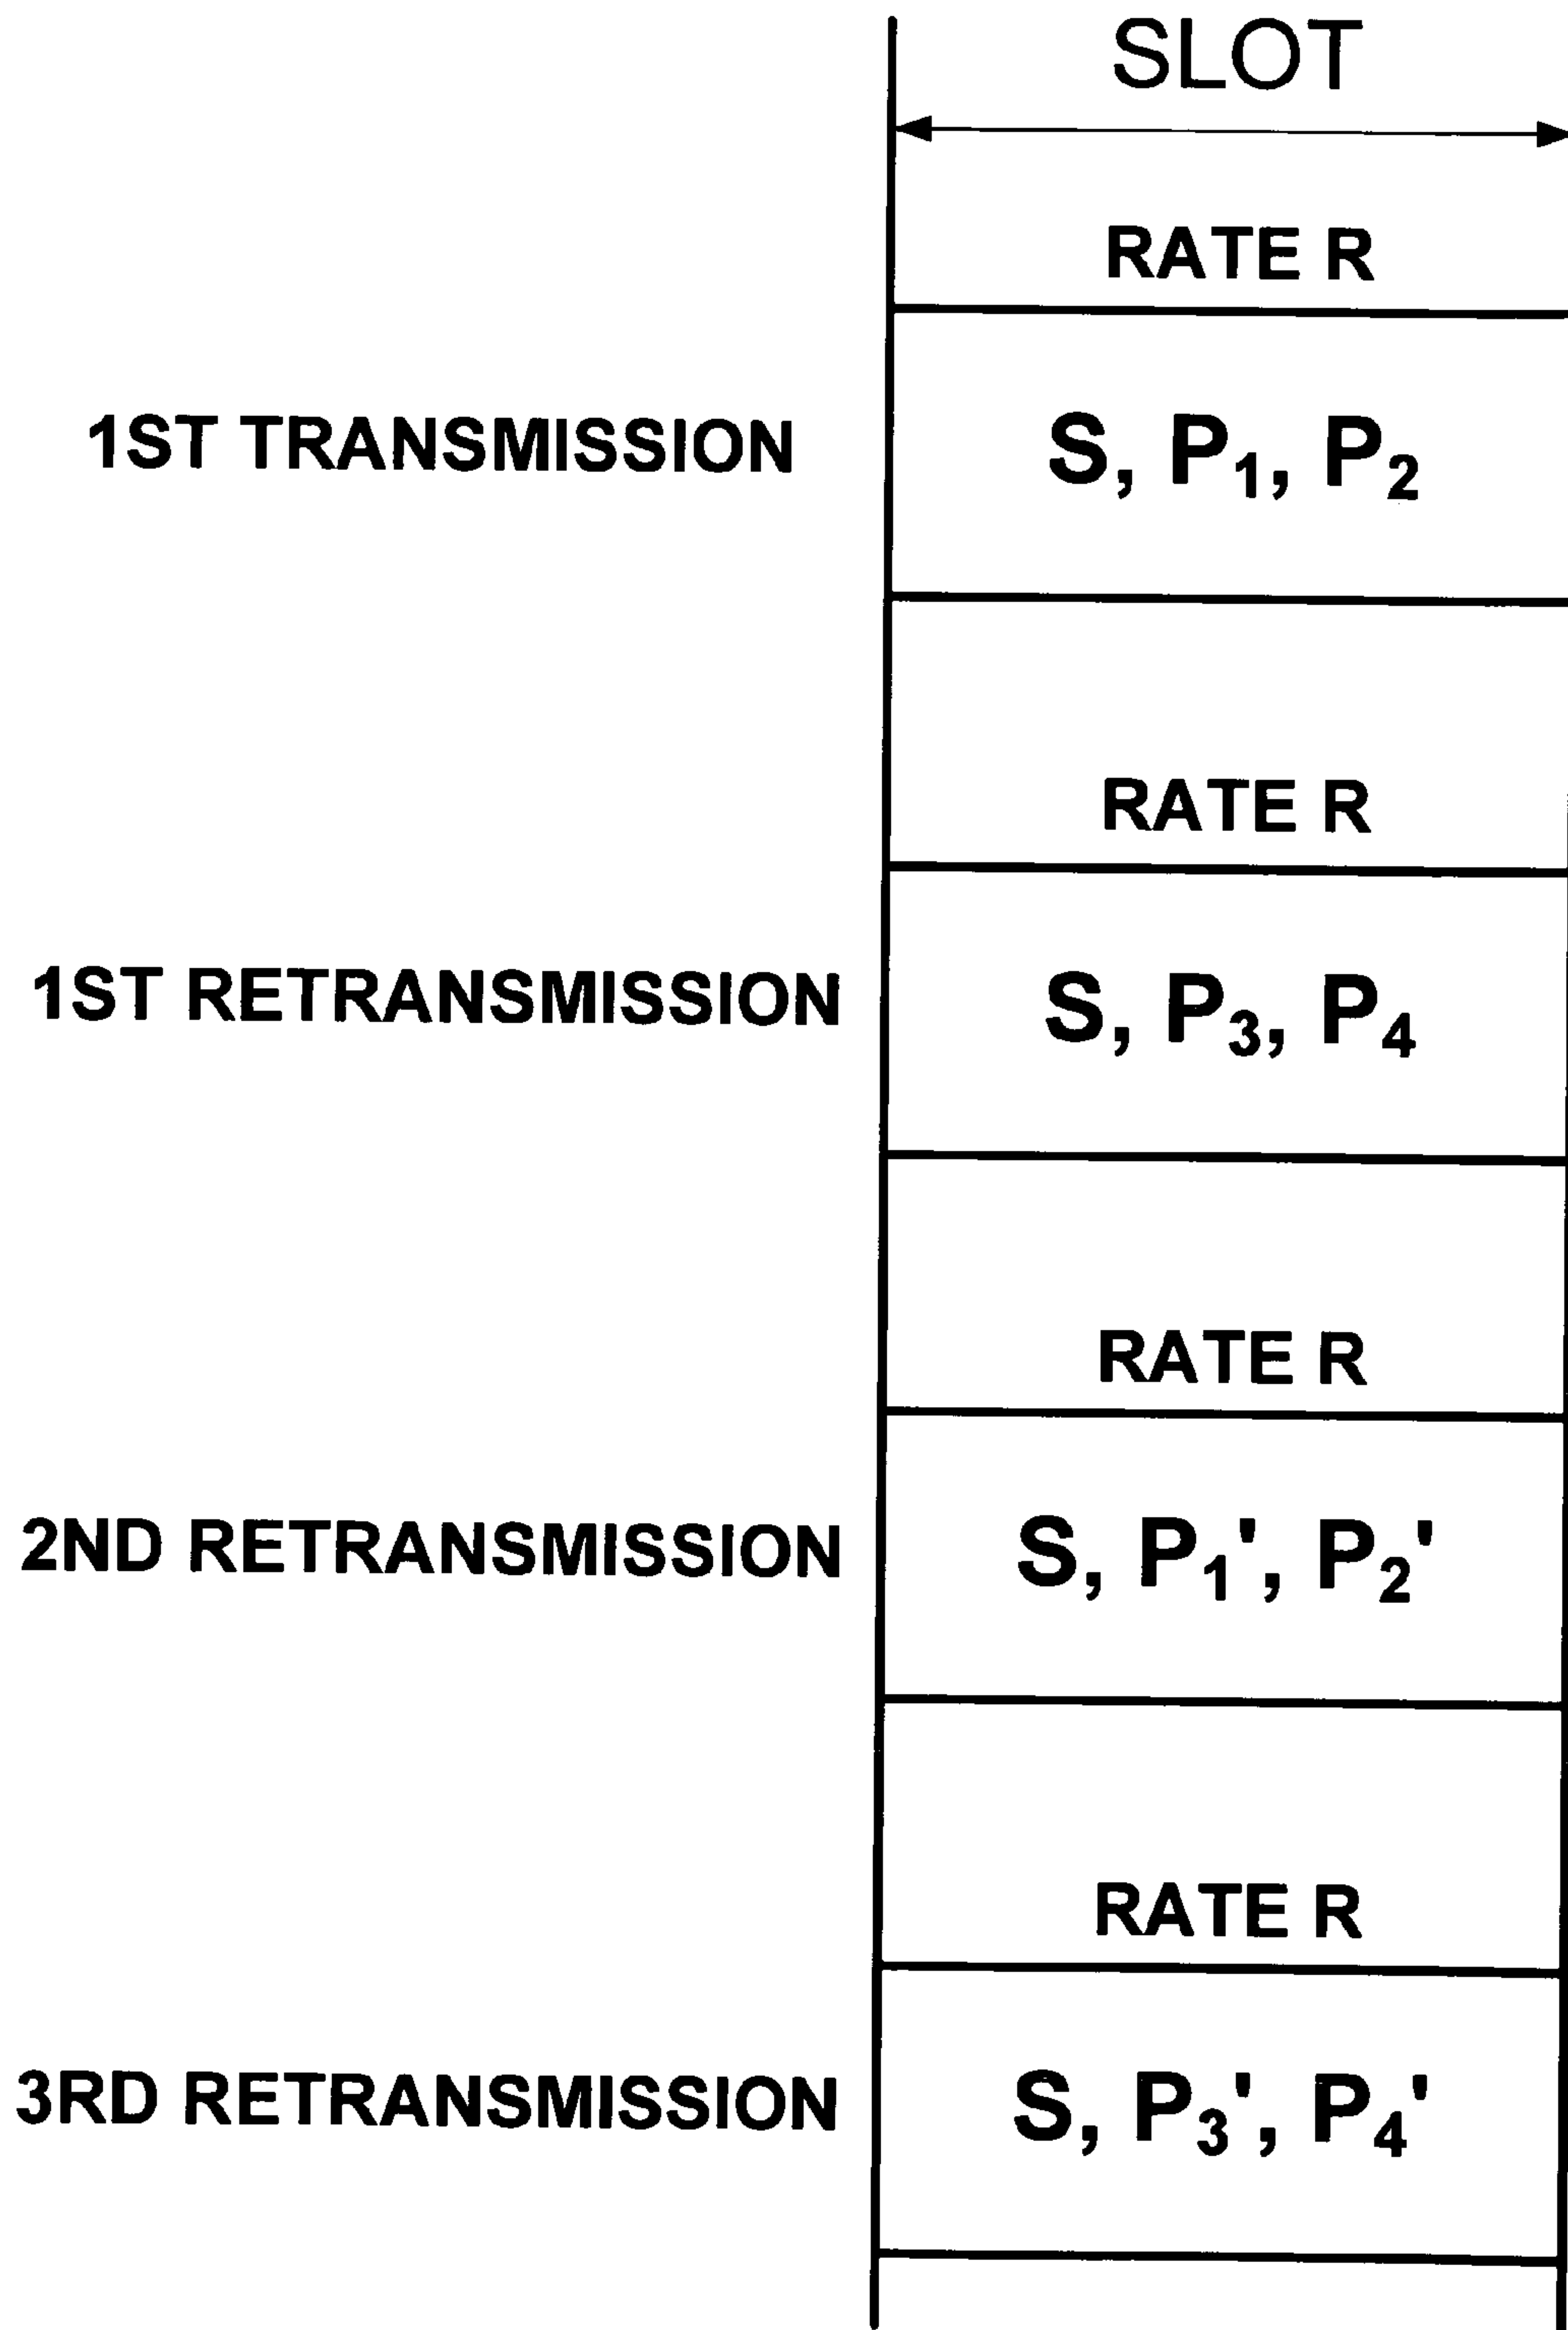 SLOT
RATE R
1ST TRANSMISSION S, P₁, P₂
RATE R
1ST RETRANSMISSION S, P₃, P₄
RATE R
2ND RETRANSMISSION S, P₁', P₂'
RATE R
3RD RETRANSMISSION S, P₃', P₄'